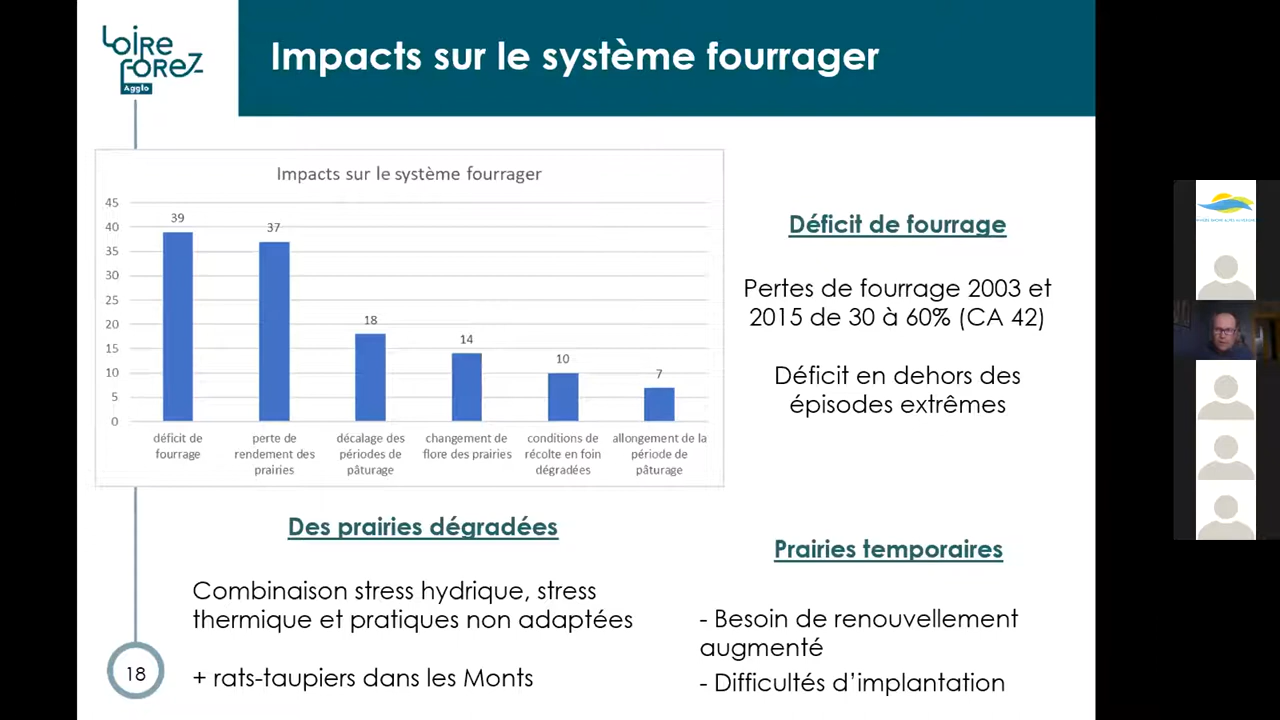 Loire
Forez
Agglo
Impacts sur le système fourrager
Impacts sur le système fourrager
45
40
35
30
25
20
15
10
5
0
39
37
18
14
10
7
déficit de
fourrage
perte de
rendement des
prairies
décalage des
périodes de
pâturage
changement de
flore des prairies
conditions de
récolte en foin
dégradées
allongement de la
période de
pâturage
Déficit de fourrage
Pertes de fourrage 2003 et
2015 de 30 à 60% (CA 42)
Déficit en dehors des
épisodes extrêmes
Des prairies dégradées
Combinaison stress hydrique, stress
thermique et pratiques non adaptées
+ rats-taupiers dans les Monts
Prairies temporaires
- Besoin de renouvellement
augmenté
- Difficultés d’implantation
18